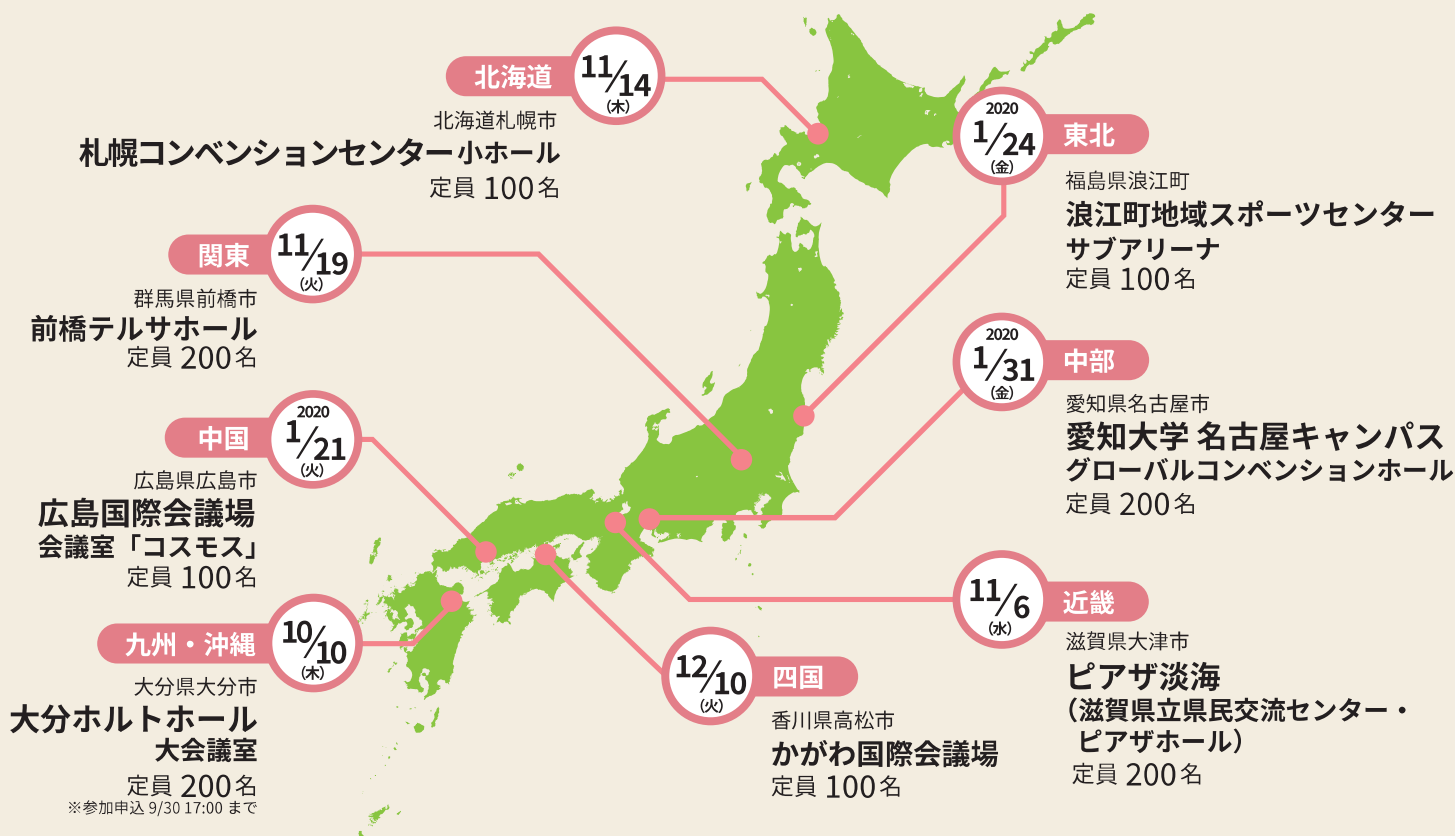 北海道
11/14
（木）
北海道札幌市
札幌コンベンションセンター 小ホール
定員 100名
2020
1/24
（金）
東北
福島県浪江町
浪江町地域スポーツセンター
サブアリーナ
定員 100名
関東
11/19
（火）
群馬県前橋市
前橋テルサホール
定員 200名
2020
1/31
（金）
中部
愛知県名古屋市
愛知大学 名古屋キャンパス
グローバルコンベンションホール
定員 200名
中国
2020
1/21
（火）
広島県広島市
広島国際会議場
会議室「コスモス」
定員 100名
11/6
（水）
近畿
滋賀県大津市
ピアザ淡海
（滋賀県立県民交流センター・
ピアザホール）
定員 200名
九州・沖縄
10/10
（木）
大分県大分市
大分ホルトホール
大会議室
定員 200名
※参加申込 9/30 17:00 まで
12/10
（火）
四国
香川県高松市
かがわ国際会議場
定員 100名